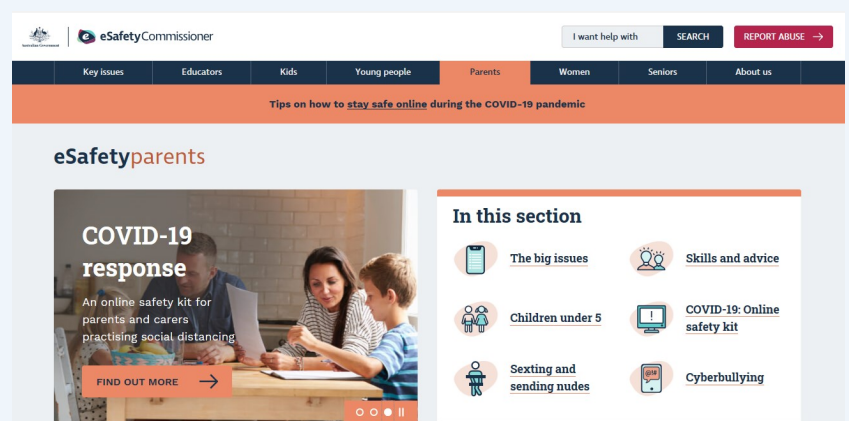 Australian Government
eSafetyCommissioner
I want help with
SEARCH
REPORT ABUSE
Key issues
Educators
Kids
Young people
Parents
Women
Seniors
About us
Tips on how to stay safe online during the COVID-19 pandemic
eSafetyparents
COVID-19
response
An online safety kit for
parents and carers
practising social distancing
FIND OUT MORE
In this section
The big issues
Skills and advice
Children under 5
COVID-19: Online
safety kit
Sexting and
sending nudes
@!#
Cyberbullying